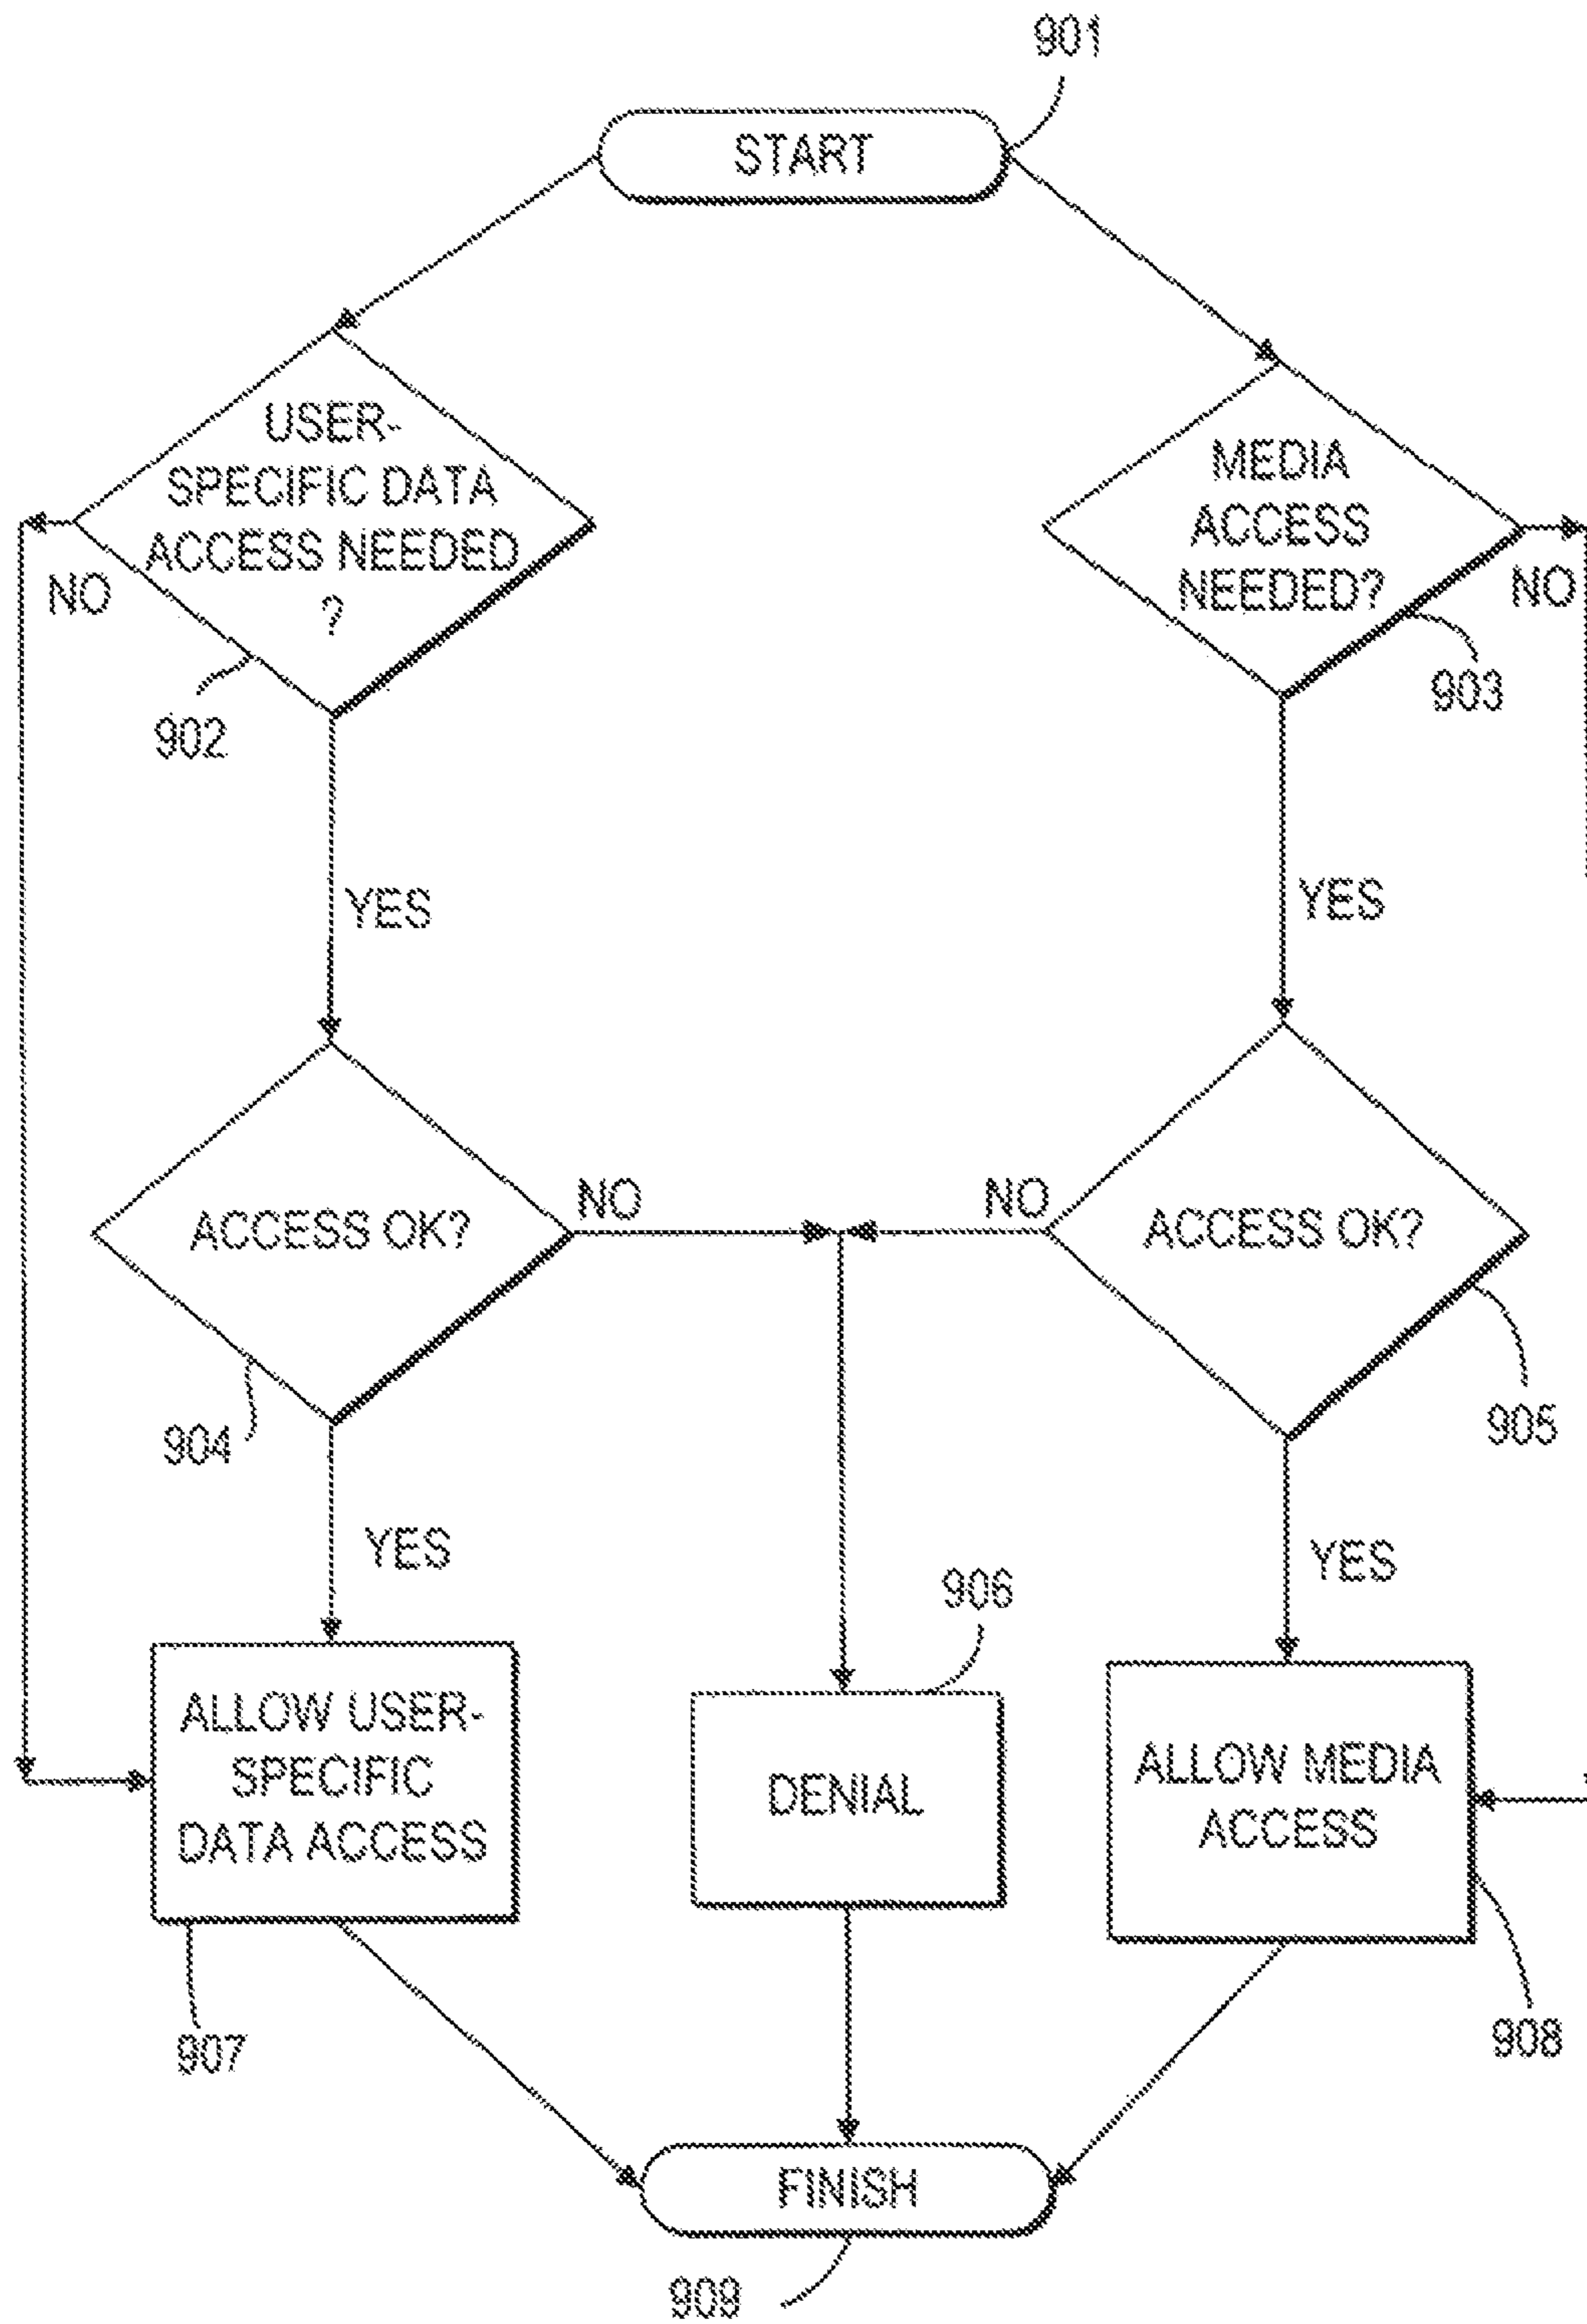 901
START
USER-
SPECIFIC DATA
ACCESS NEEDED
?
NO
902
MEDIA
ACCESS
NEEDED?
NO
903
YES
YES
ACCESS OK?
NO
NO
ACCESS OK?
904
905
YES
YES
906
ALLOW USER-
SPECIFIC
DATA ACCESS
DENIAL
ALLOW MEDIA
ACCESS
907
908
FINISH
909